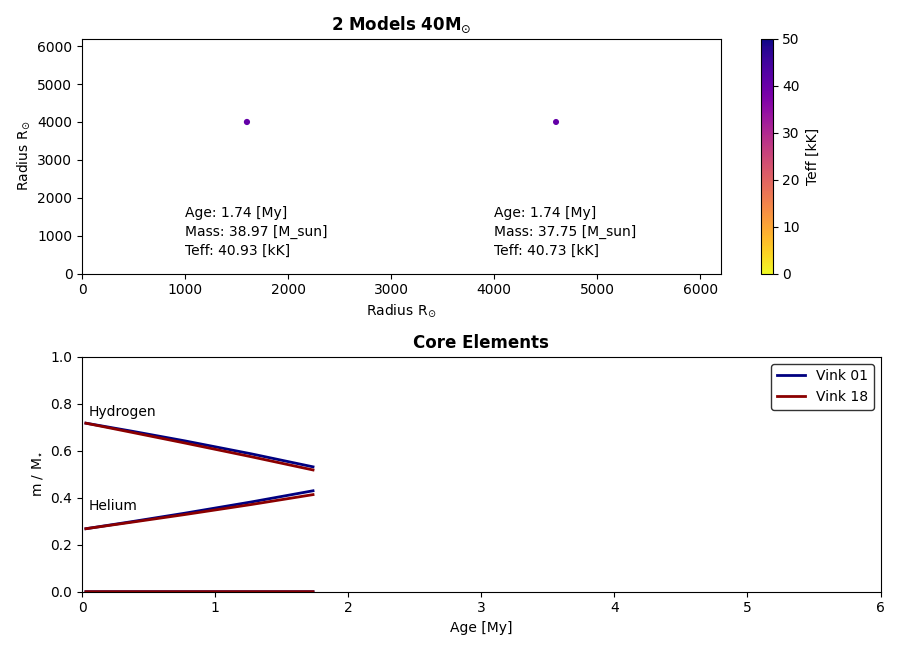 2 Models 40M☉
6000
5000
4000
3000
2000
1000
0
Radius R☉
Age: 1.74 [My]
Mass: 38.97 [M_sun]
Teff: 40.93 [kK]
Age: 1.74 [My]
Mass: 37.75 [M_sun]
Teff: 40.73 [kK]
0 1000 2000 3000 4000 5000 6000
Radius R☉
50
40
30
20
10
0
Teff [kK]
Core Elements
1.0
0.8
0.6
0.4
0.2
0.0
m / M⋆
Hydrogen
Helium
Vink 01
Vink 18
0 1 2 3 4 5 6
Age [My]